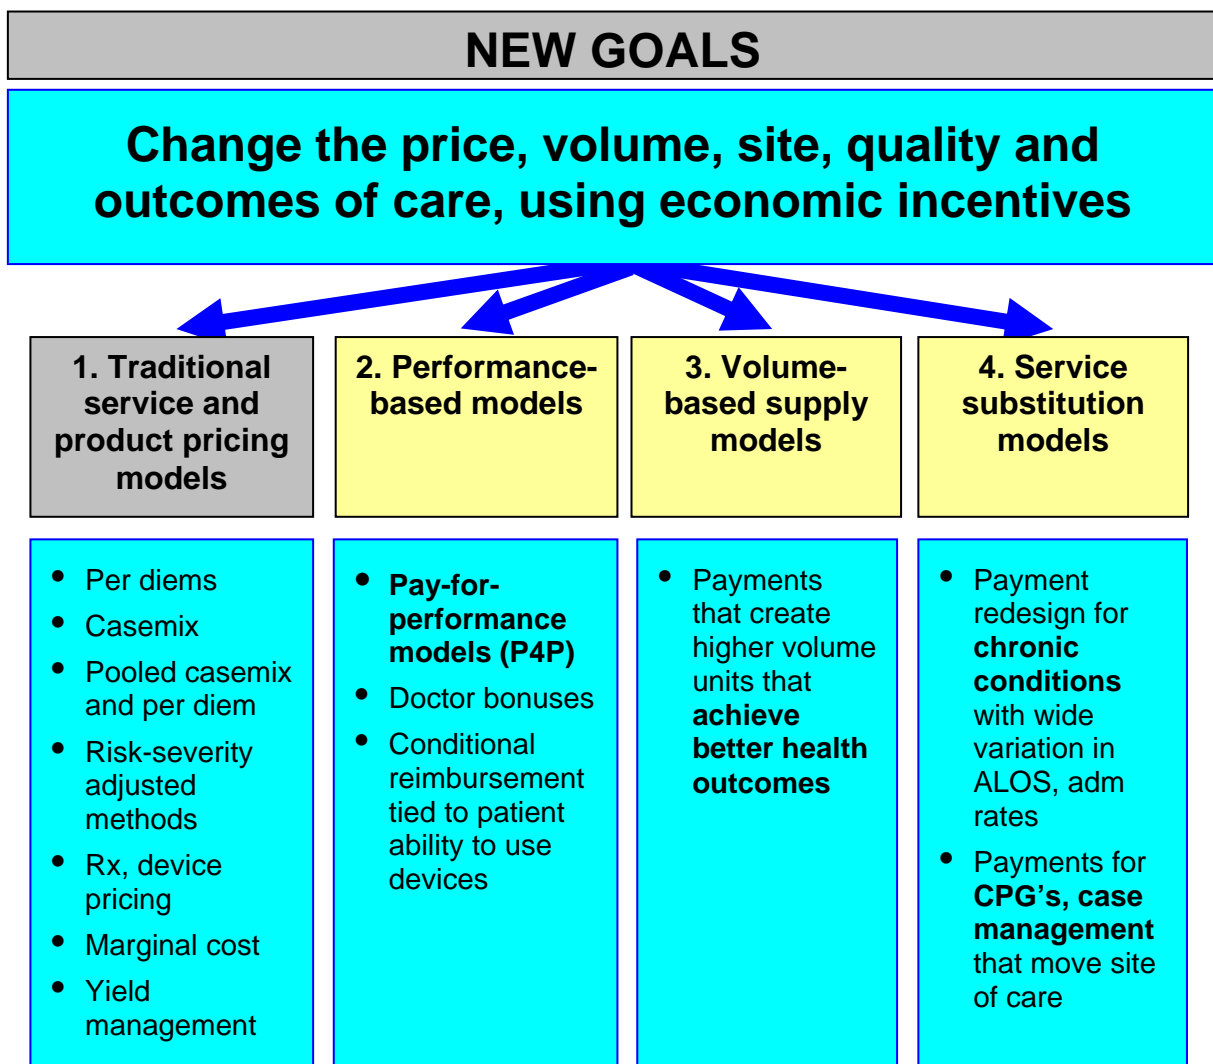 NEW GOALS
Change the price, volume, site, quality and
outcomes of care, using economic incentives
1. Traditional
service and
product pricing
models
2. Performance-
based models
3. Volume-
based supply
models
4. Service
substitution
models
• Per diems
• Casemix
• Pooled casemix
and per diem
• Risk-severity
adjusted
methods
• Rx, device
pricing
• Marginal cost
• Yield
management
• Pay-for-
performance
models (P4P)
• Doctor bonuses
• Conditional
reimbursement
tied to patient
ability to use
devices
• Payments
that create
higher volume
units that
achieve
better health
outcomes
• Payment
redesign for
chronic
conditions
with wide
variation in
ALOS, adm
rates
• Payments for
CPG's, case
management
that move site
of care